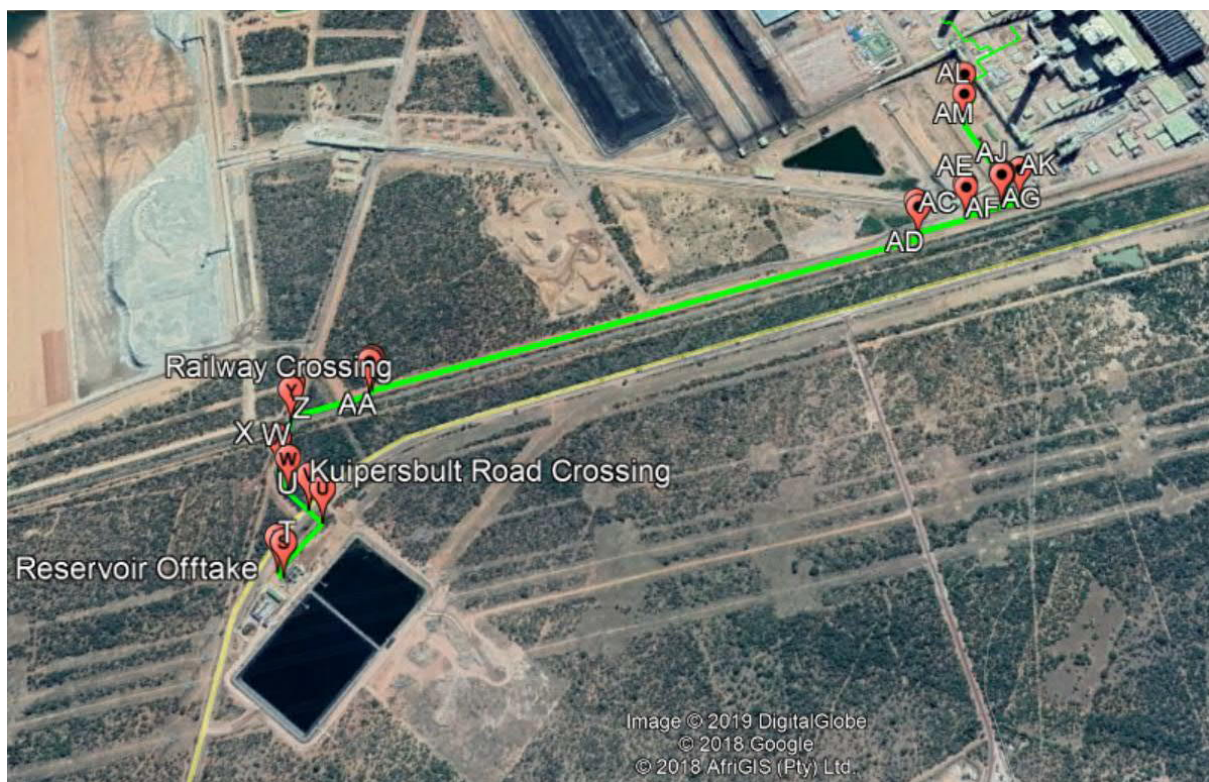 AL
AM
AJ
AE
AK
AC
AF
AG
AD
Railway Crossing
AA
Z
X
W
W
Kuipersbult Road Crossing
U
U
T
S
Reservoir Offtake
Image © 2019 DigitalGlobe
© 2018 Google
© 2018 AfriGIS (Pty) Ltd.